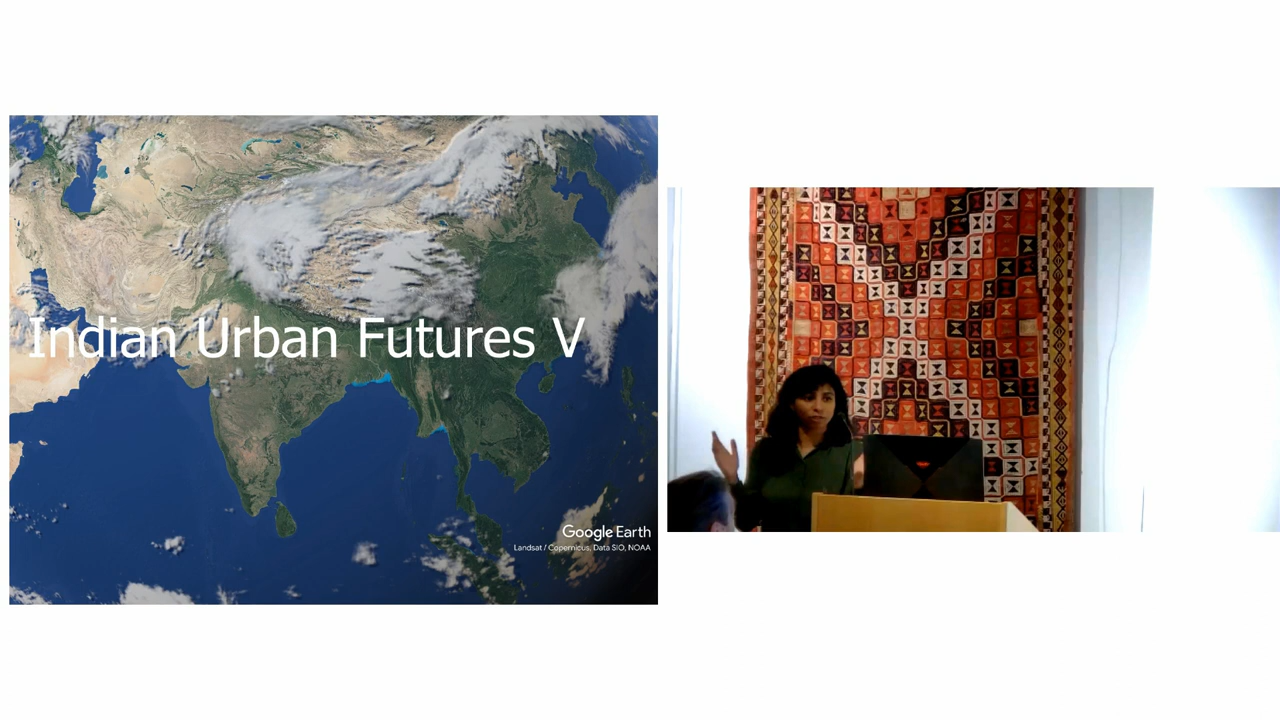 Indian Urban Futures V
Google Earth
Landsat / Copernicus, Data SIO, NOAA